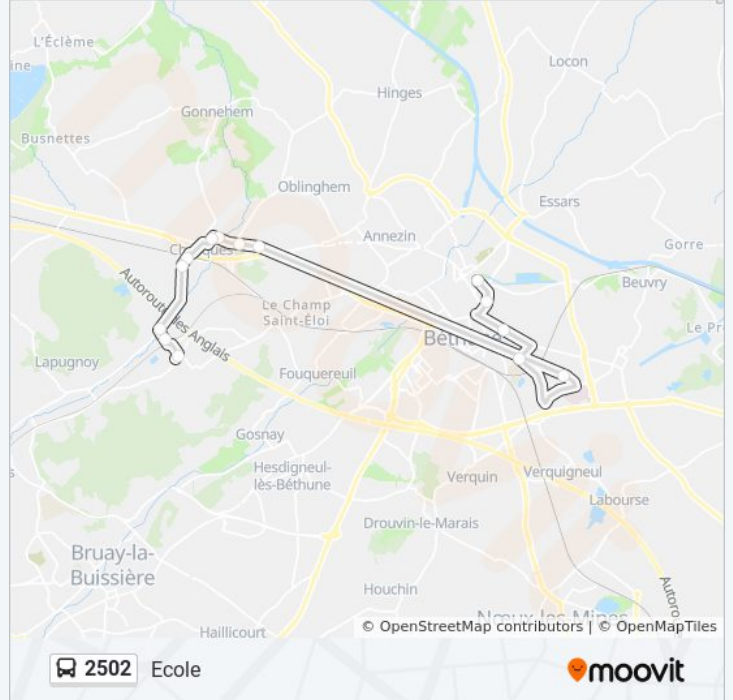 L'Éclème
Locon
Hinges
Gonnehem
Busnettes
Oblinghem
Essars
Annezin
Gorre
Beuvry
Autoroute des Anglais
Le Champ
Saint-Éloi
Lapugnoy
Fouquereuil
Gosnay
Hesdigneul-
lès-Béthune
Verquin
Verquigneul
Labourse
Drouvin-le-Marais
Bruay-la-
Buissière
Houchin
Haillicourt
© OpenStreetMap contributors | © OpenMapTiles
2502 Ecole
moovit